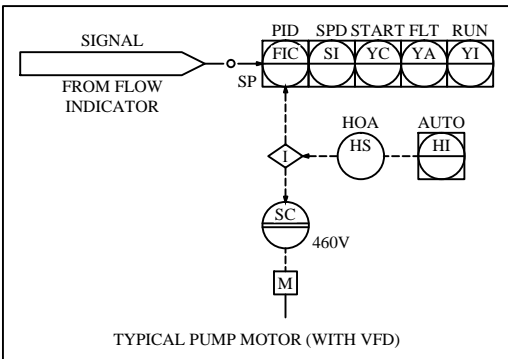 PID SPD START FLT RUN
SIGNAL
FIC SI YC YA YI
SP
FROM FLOW
INDICATOR
HOA AUTO
I HS HI
SC
460V
M
TYPICAL PUMP MOTOR (WITH VFD)